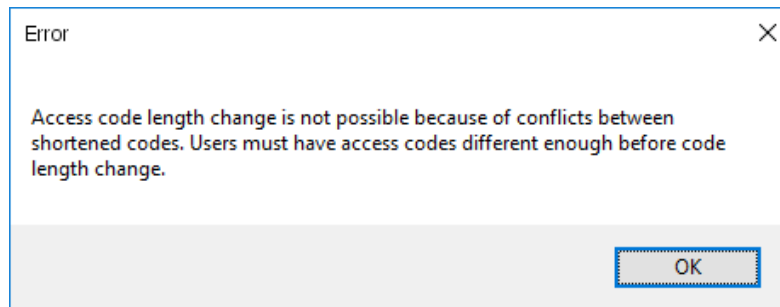 Error
Access code length change is not possible because of conflicts between
shortened codes. Users must have access codes different enough before code
length change.
OK